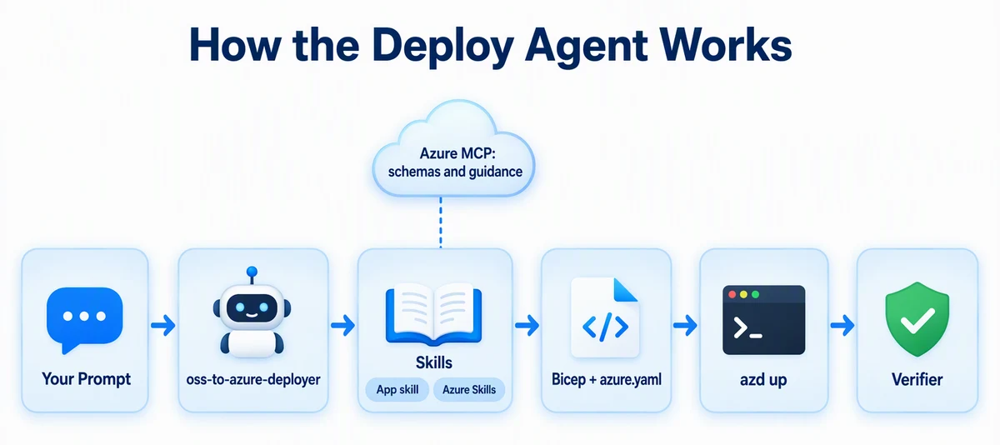 How the Deploy Agent Works
Azure MCP:
schemas and guidance
Your Prompt
oss-to-azure-deployer
Skills
App skill
Azure Skills
</>
Bicep + azure.yaml
>_
azd up
Verifier